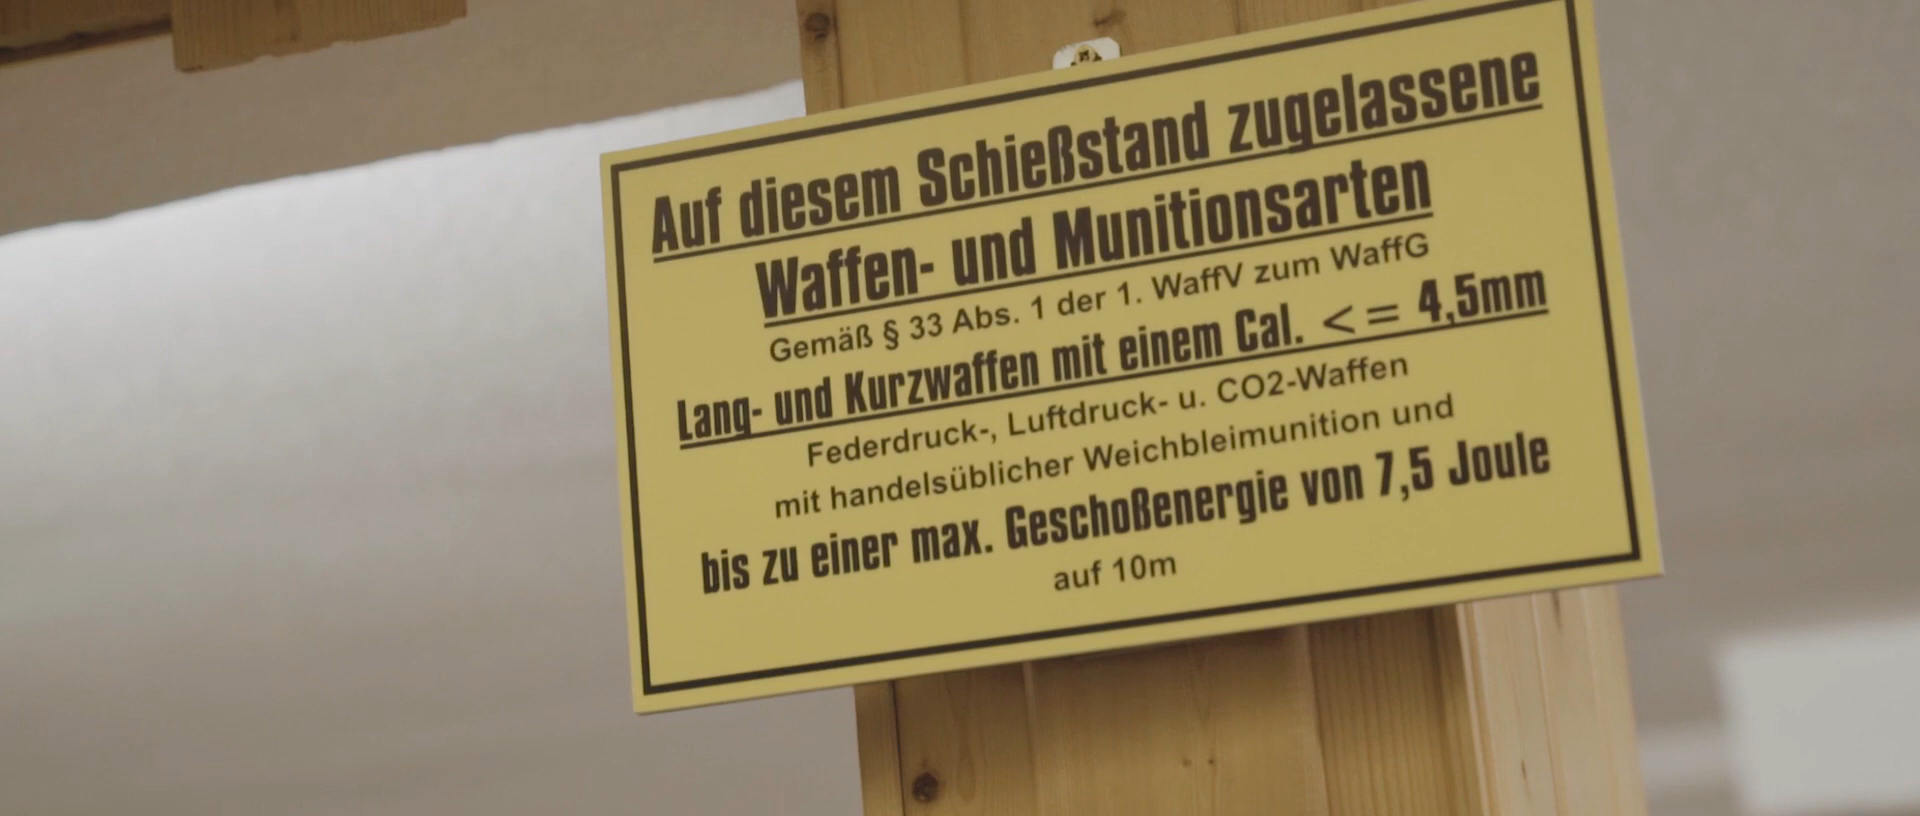 Auf diesem Schießstand zugelassene
Waffen- und Munitionsarten
Gemäß § 33 Abs. 1 der 1. WaffV zum WaffG
Lang- und Kurzwaffen mit einem Cal. <= 4,5mm
Federdruck-, Luftdruck- u. CO2-Waffen
mit handelsüblicher Weichbleimunition und
bis zu einer max. Geschoßenergie von 7,5 Joule
auf 10m